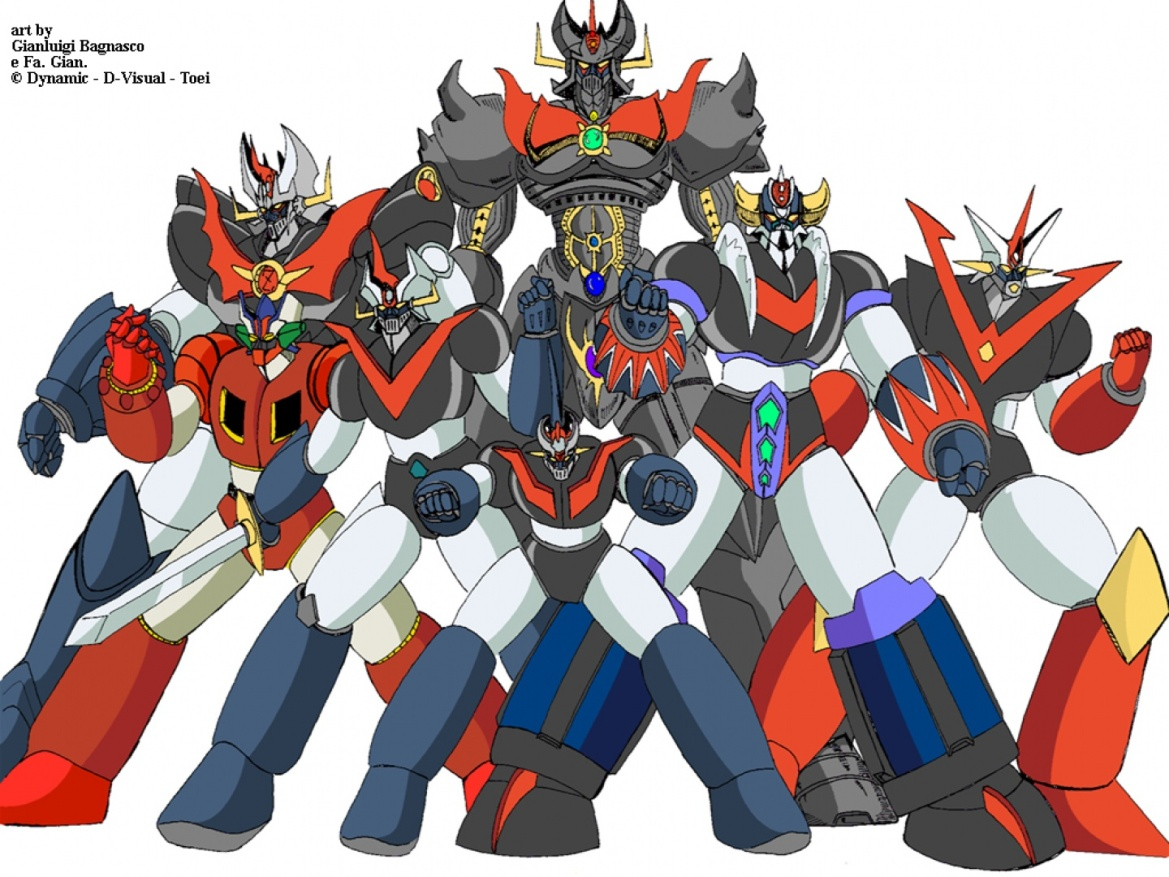 art by
Gianluigi Bagnasco
e Fa. Gian.
© Dynamic - D-Visual - Toei